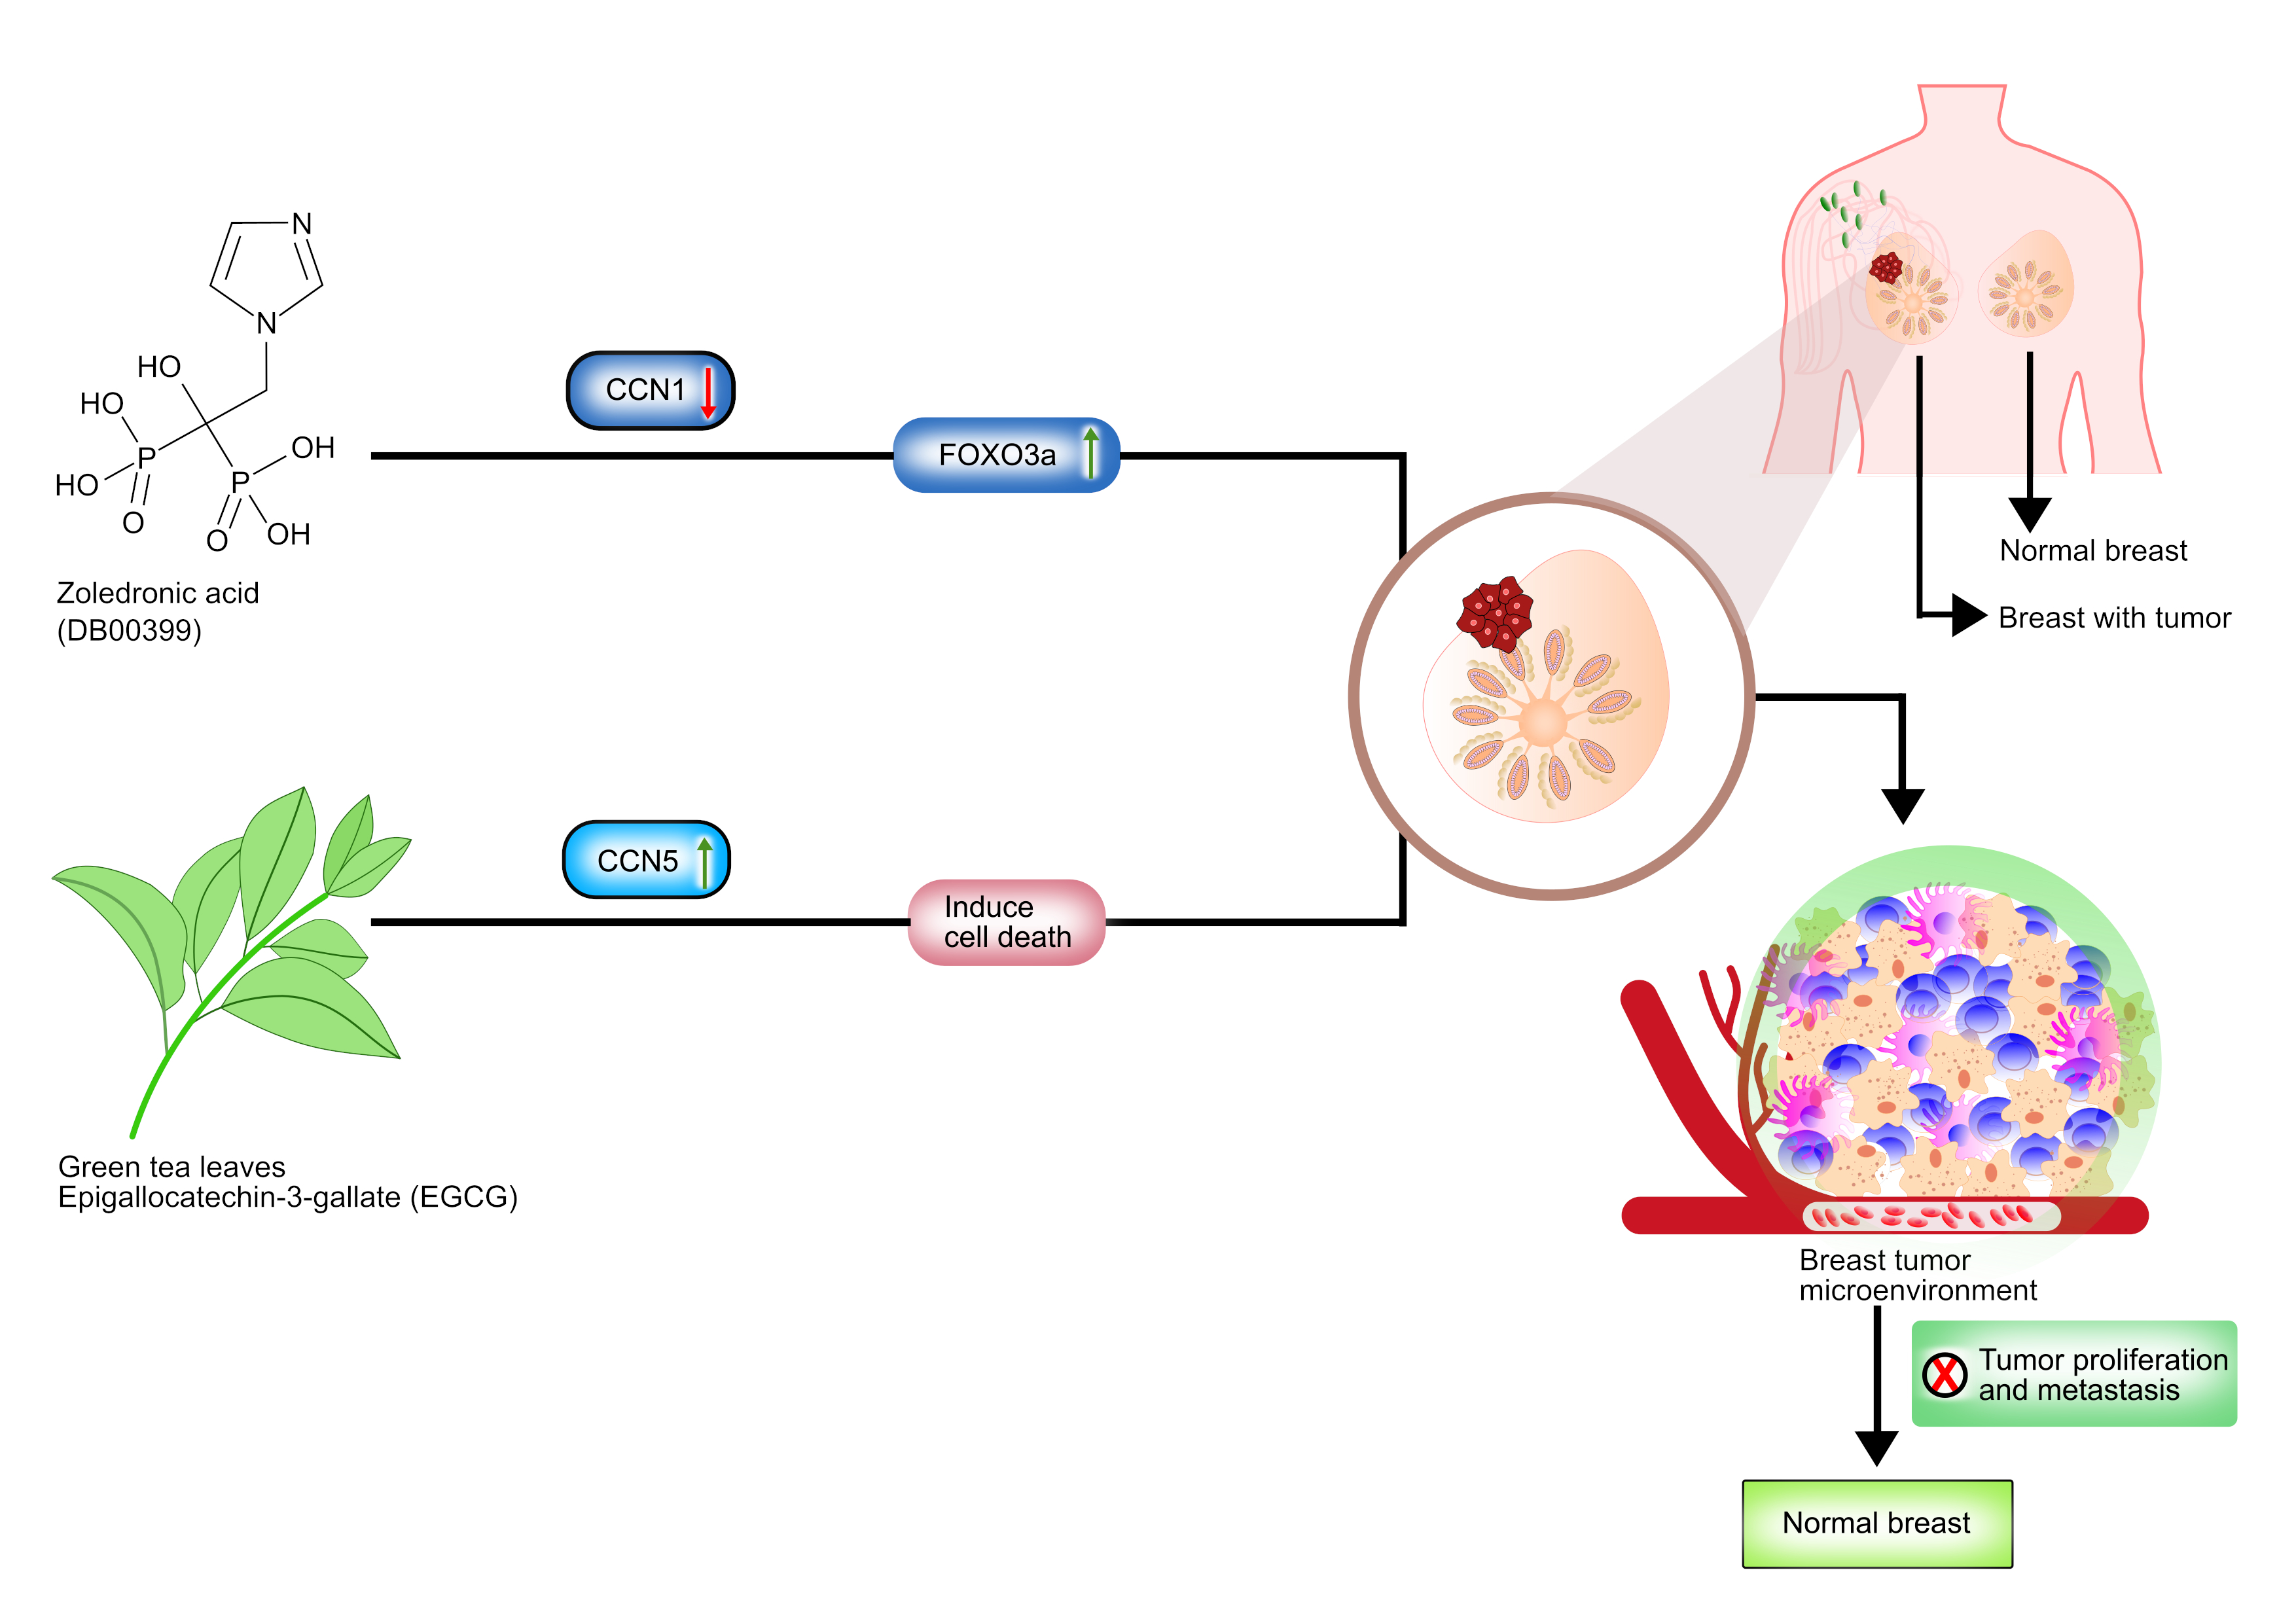 N
N
HO
HO
HO
P
O
P
OH
O
OH
Zoledronic acid
(DB00399)
CCN1
FOXO3a
Green tea leaves
Epigallocatechin-3-gallate (EGCG)
CCN5
Induce
cell death
Normal breast
Breast with tumor
Breast tumor
microenvironment
X
Tumor proliferation
and metastasis
Normal breast